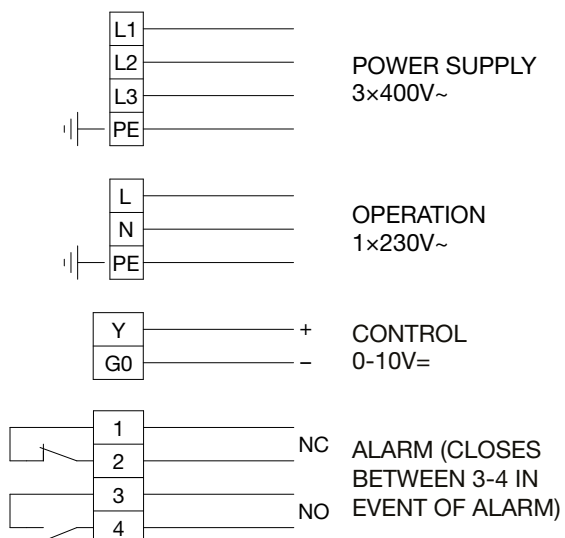 L1
L2
L3
PE
POWER SUPPLY
3×400V~
L
N
PE
OPERATION
1×230V~
Y
G0
+
−
CONTROL
0-10V=
1
2
3
4
NC
NO
ALARM (CLOSES
BETWEEN 3-4 IN
EVENT OF ALARM)